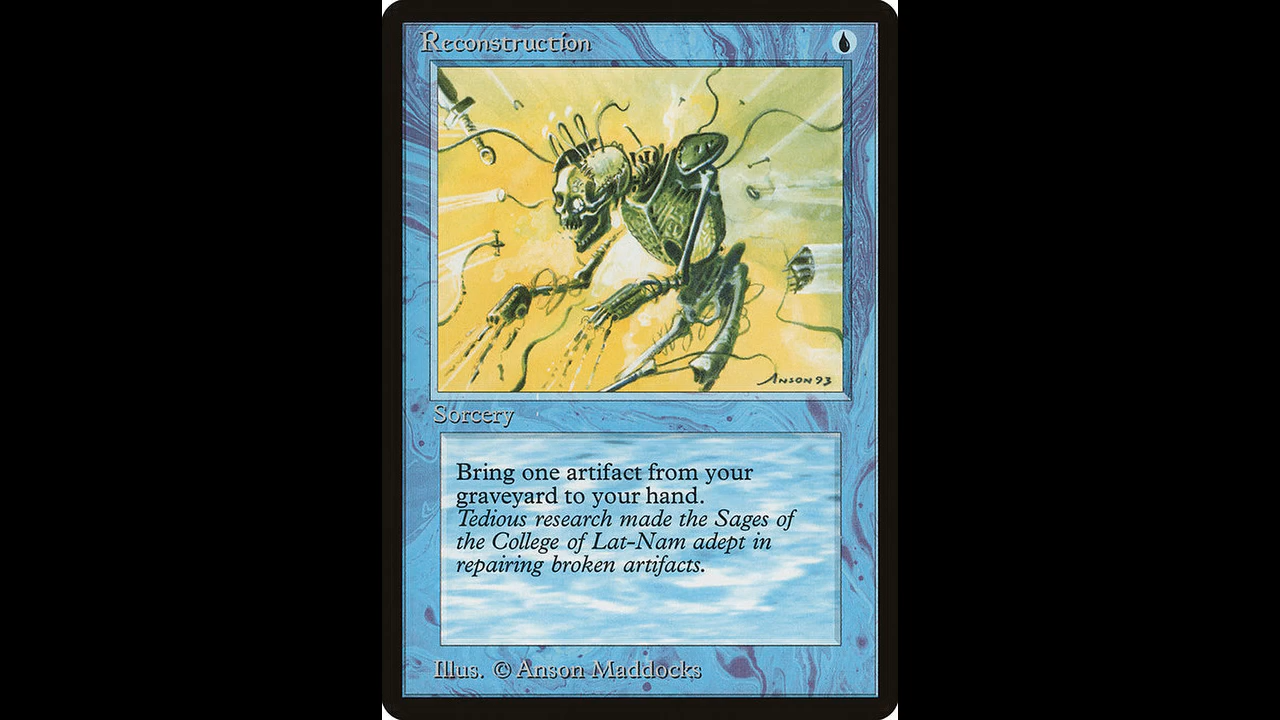 Reconstruction
ANSON 93
Sorcery
Bring one artifact from your
graveyard to your hand.
Tedious research made the Sages of
the College of Lat-Nam adept in
repairing broken artifacts.
Illus. © Anson Maddocks